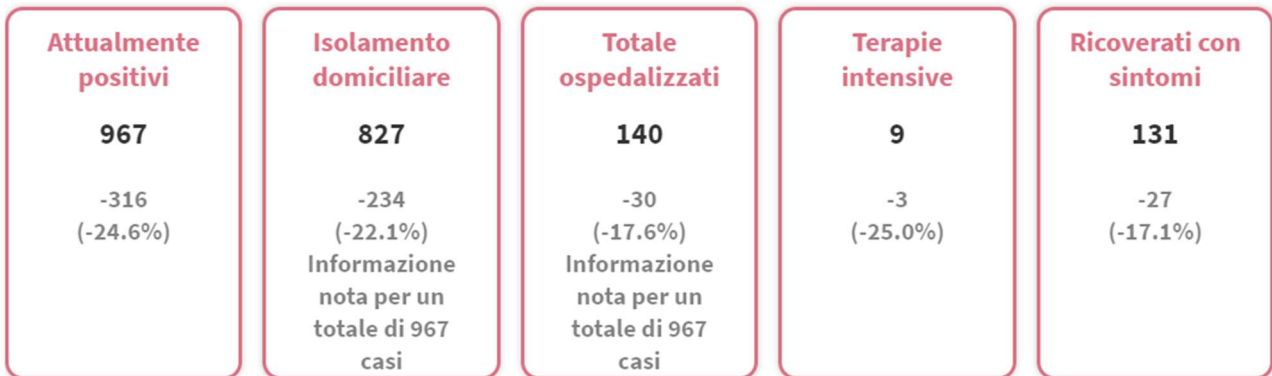 Attualmente
positivi
967
-316
(-24.6%)
Isolamento
domiciliare
827
-234
(-22.1%)
Informazione
nota per un
totale di 967
casi
Totale
ospedalizzati
140
-30
(-17.6%)
Informazione
nota per un
totale di 967
casi
Terapie
intensive
9
-3
(-25.0%)
Ricoverati con
sintomi
131
-27
(-17.1%)